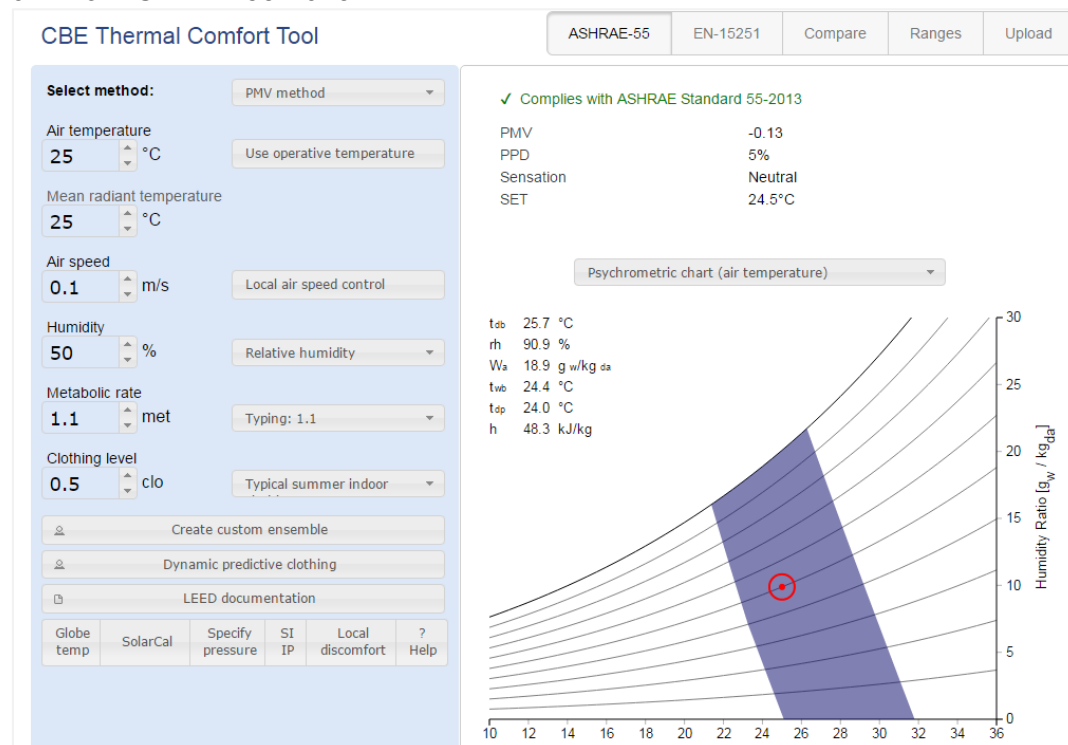 CBE Thermal Comfort Tool
ASHRAE-55
EN-15251
Compare
Ranges
Upload
Select method:
PMV method
Air temperature
25 °C
Use operative temperature
Mean radiant temperature
25 °C
Air speed
0.1 m/s
Local air speed control
Humidity
50 %
Relative humidity
Metabolic rate
1.1 met
Typing: 1.1
Clothing level
0.5 clo
Typical summer indoor
Create custom ensemble
Dynamic predictive clothing
LEED documentation
Globe temp
SolarCal
Specify pressure
SI IP
Local discomfort
? Help
✓ Complies with ASHRAE Standard 55-2013
PMV -0.13
PPD 5%
Sensation Neutral
SET 24.5°C
Psychrometric chart (air temperature)
tdb 25.7 °C
rh 90.9 %
Wa 18.9 g w/kg da
twb 24.4 °C
tdp 24.0 °C
h 48.3 kJ/kg
30
25
20
15
10
5
0
Humidity Ratio [gw / kgda]
10 12 14 16 18 20 22 24 26 28 30 32 34 36